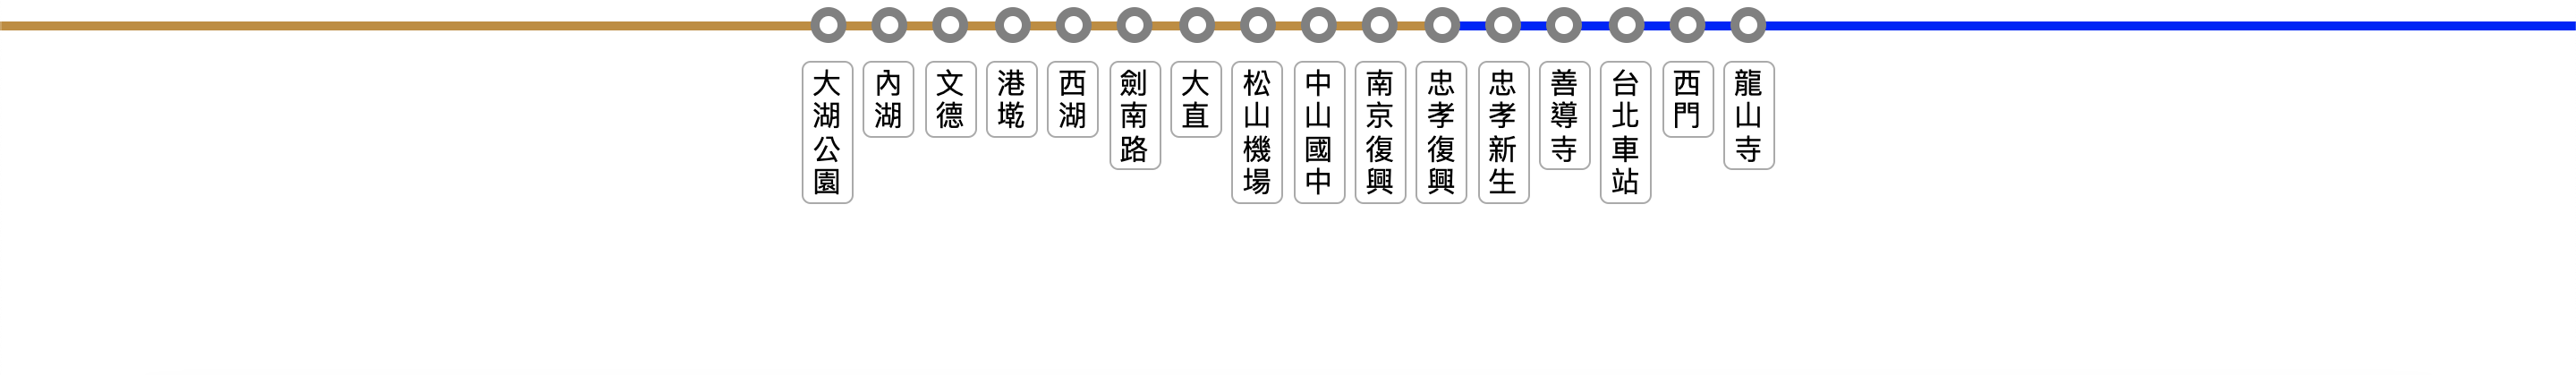 大湖公園
內湖
文德
港墘
西湖
劍南路
大直
松山機場
中山國中
南京復興
忠孝復興
忠孝新生
善導寺
台北車站
西門
龍山寺